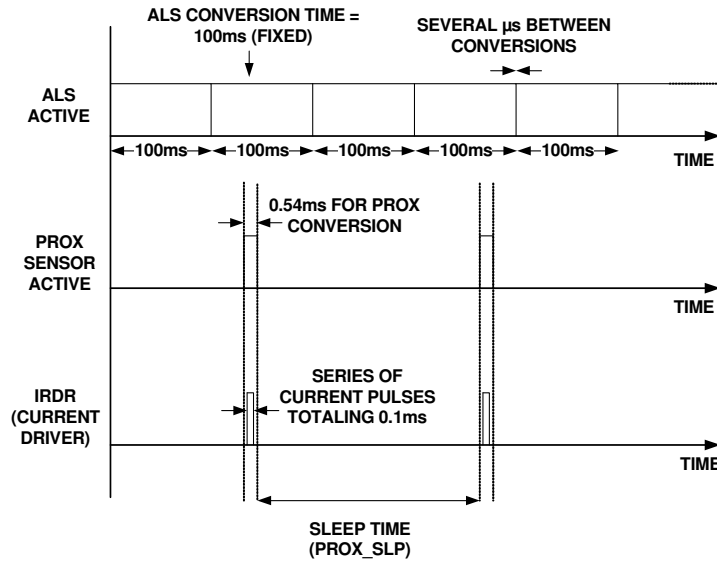 ALS CONVERSION TIME =
100ms (FIXED)
SEVERAL µs BETWEEN
CONVERSIONS
ALS
ACTIVE
100ms
100ms
100ms
100ms
100ms
TIME
0.54ms FOR PROX
CONVERSION
PROX
SENSOR
ACTIVE
TIME
SERIES OF
CURRENT PULSES
TOTALING 0.1ms
IRDR
(CURRENT
DRIVER)
TIME
SLEEP TIME
(PROX_SLP)